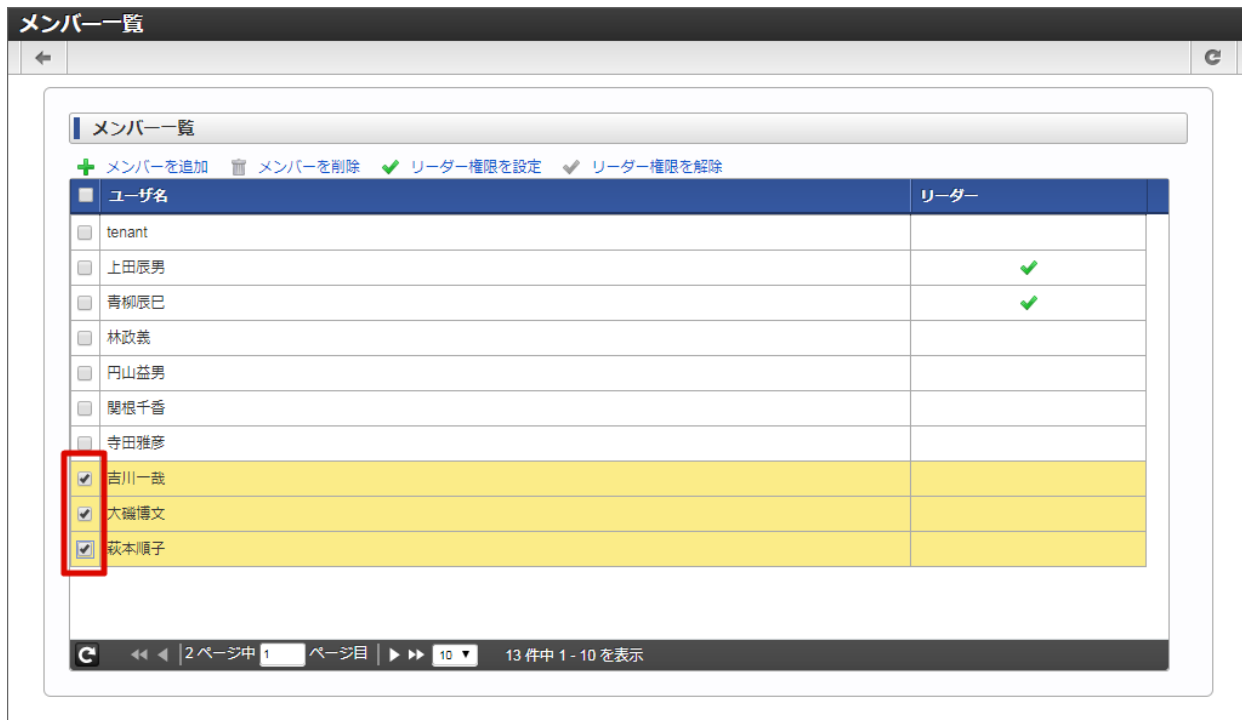 メンバー一覧
メンバー一覧
メンバーを追加 メンバーを削除 リーダー権限を設定 リーダー権限を解除
ユーザ名 リーダー
tenant
上田辰男
青柳辰巳
林政義
円山益男
関根千香
寺田雅彦
吉川一哉
大磯博文
萩本順子
2 ページ中 1 ページ目 10 13 件中 1 - 10 を表示